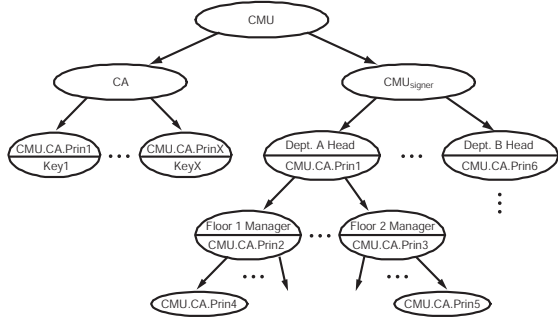 CMU
CA
CMUsigner
CMU.CA.Prin1
Key1
CMU.CA.PrinX
KeyX
Dept. A Head
CMU.CA.Prin1
Dept. B Head
CMU.CA.Prin6
Floor 1 Manager
CMU.CA.Prin2
Floor 2 Manager
CMU.CA.Prin3
CMU.CA.Prin4
CMU.CA.Prin5